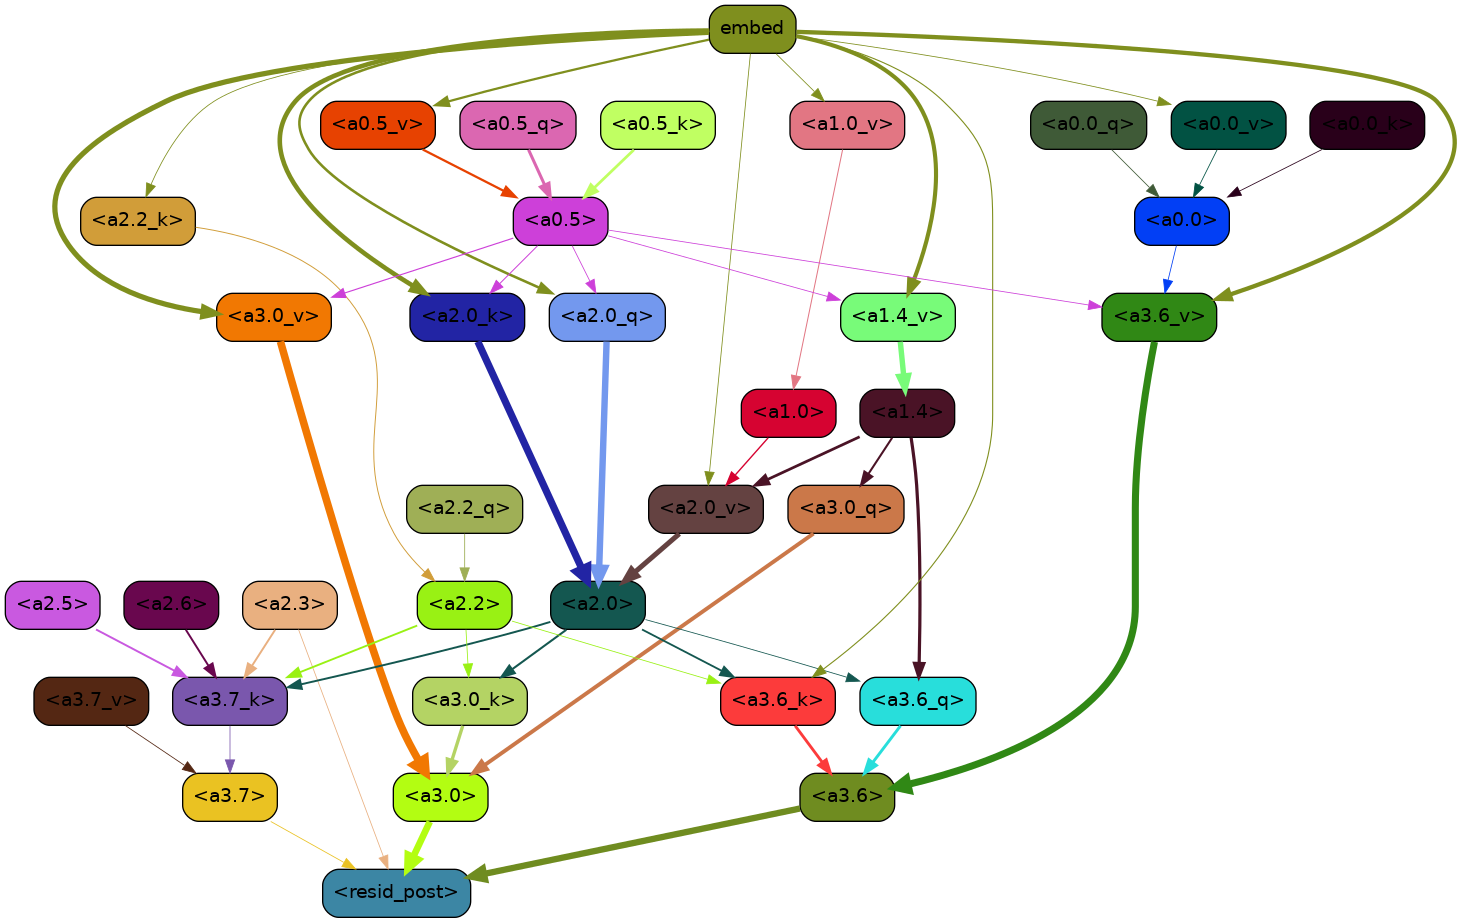 embed
<a0.5_v>
<a0.5_q>
<a0.5_k>
<a1.0_v>
<a0.0_q>
<a0.0_v>
<a0.0_k>
<a2.2_k>
<a0.5>
<a0.0>
<a3.0_v>
<a2.0_k>
<a2.0_q>
<a1.4_v>
<a3.6_v>
<a1.0>
<a1.4>
<a2.2_q>
<a2.0_v>
<a3.0_q>
<a2.5>
<a2.6>
<a2.3>
<a2.2>
<a2.0>
<a3.7_v>
<a3.7_k>
<a3.0_k>
<a3.6_k>
<a3.6_q>
<a3.7>
<a3.0>
<a3.6>
<resid_post>